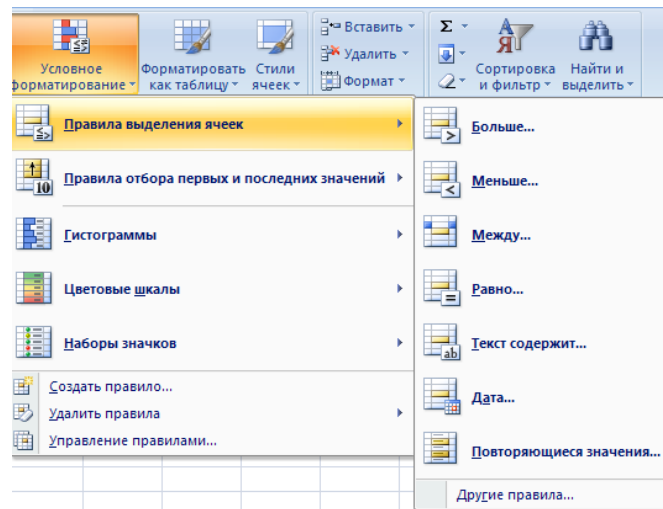 Условное
форматирование
Форматировать
как таблицу
Стили
ячеек
Вставить
Удалить
Формат
Σ
А
Я
Сортировка
и фильтр
Найти и
выделить
Правила выделения ячеек
10
Правила отбора первых и последних значений
Гистограммы
Цветовые шкалы
Наборы значков
Создать правило...
Удалить правила
Управление правилами...
Больше...
Меньше...
Между...
Равно...
ab
Текст содержит...
Дата...
Повторяющиеся значения...
Другие правила...